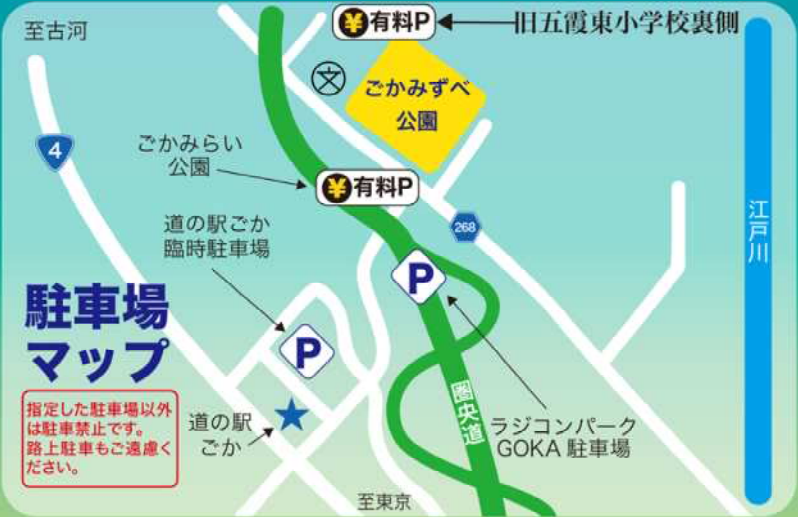 至古河
¥有料P
旧五霞東小学校裏側
文
ごかみずべ
公園
4
ごかみらい
公園
¥有料P
道の駅ごか
臨時駐車場
268
江戸川
P
駐車場
マップ
P
指定した駐車場以外
は駐車禁止です。
路上駐車もご遠慮く
ださい。
道の駅
ごか
圏央道
ラジコンパーク
GOKA 駐車場
至東京